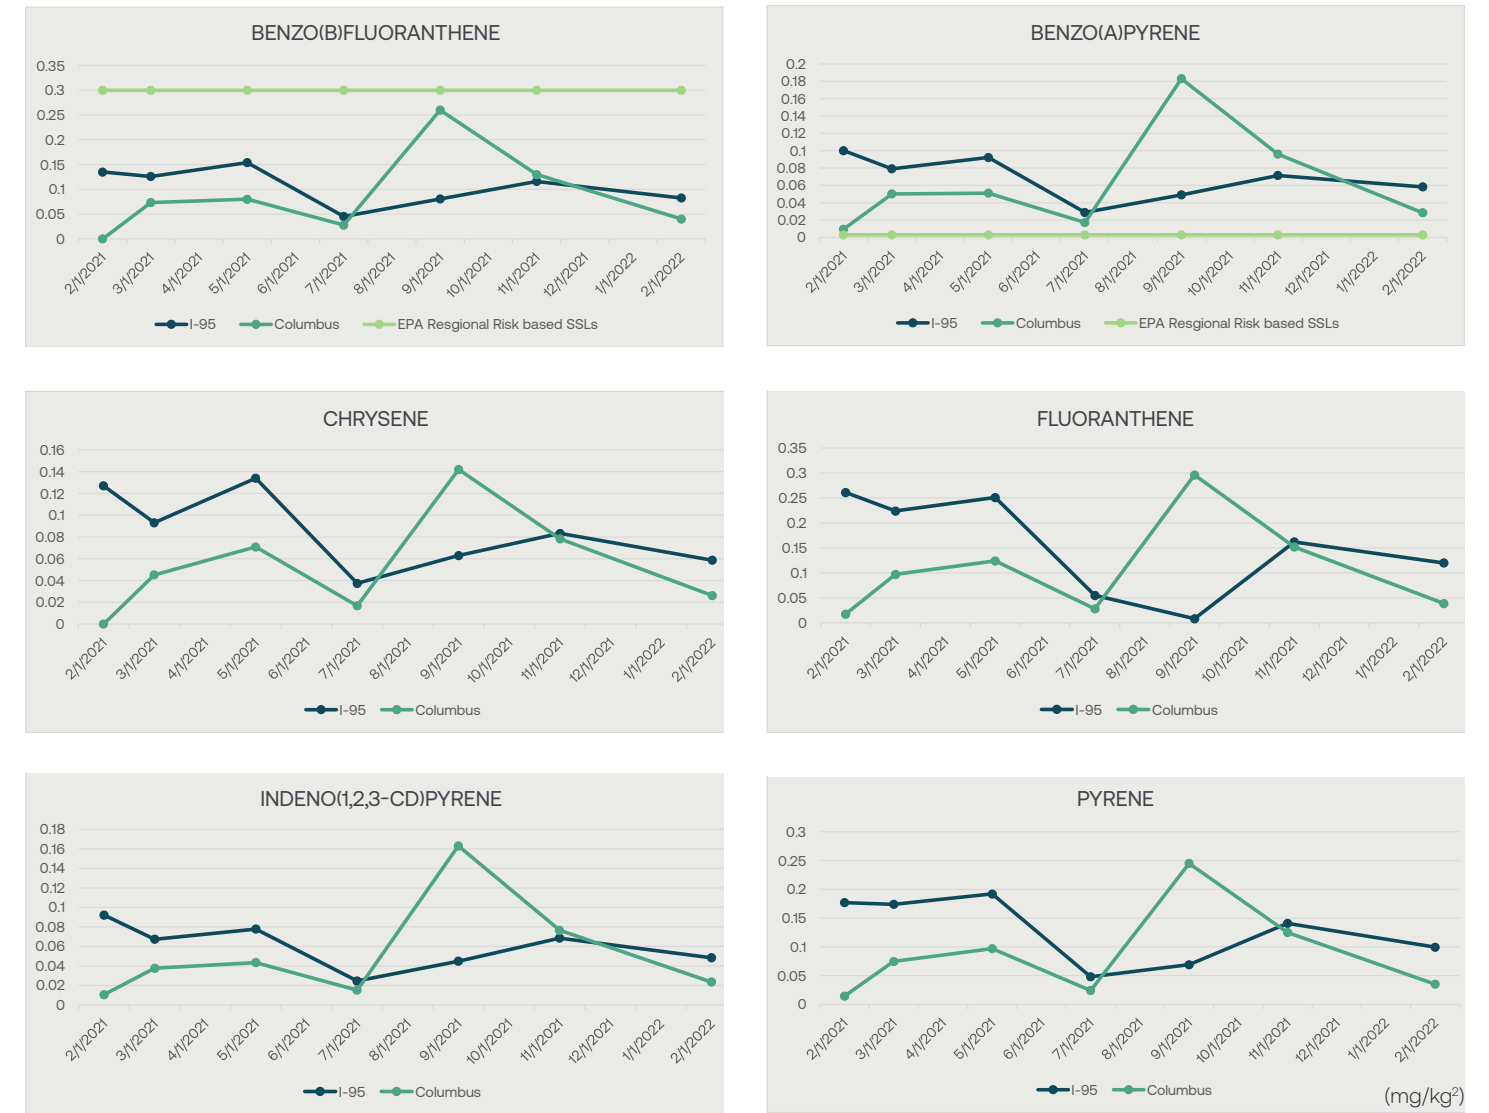 BENZO(B)FLUORANTHENE
0.35
0.3
0.25
0.2
0.15
0.1
0.05
0
2/1/2021 3/1/2021 4/1/2021 5/1/2021 6/1/2021 7/1/2021 8/1/2021 9/1/2021 10/1/2021 11/1/2021 12/1/2021 1/1/2022 2/1/2022
I-95 Columbus EPA Resgional Risk based SSLs
BENZO(A)PYRENE
0.2
0.18
0.16
0.14
0.12
0.1
0.08
0.06
0.04
0.02
0
2/1/2021 3/1/2021 4/1/2021 5/1/2021 6/1/2021 7/1/2021 8/1/2021 9/1/2021 10/1/2021 11/1/2021 12/1/2021 1/1/2022 2/1/2022
I-95 Columbus EPA Resgional Risk based SSLs
CHRYSENE
0.16
0.14
0.12
0.1
0.08
0.06
0.04
0.02
0
2/1/2021 3/1/2021 4/1/2021 5/1/2021 6/1/2021 7/1/2021 8/1/2021 9/1/2021 10/1/2021 11/1/2021 12/1/2021 1/1/2022 2/1/2022
I-95 Columbus
FLUORANTHENE
0.35
0.3
0.25
0.2
0.15
0.1
0.05
0
2/1/2021 3/1/2021 4/1/2021 5/1/2021 6/1/2021 7/1/2021 8/1/2021 9/1/2021 10/1/2021 11/1/2021 12/1/2021 1/1/2022 2/1/2022
I-95 Columbus
INDENO(1,2,3-CD)PYRENE
0.18
0.16
0.14
0.12
0.1
0.08
0.06
0.04
0.02
0
2/1/2021 3/1/2021 4/1/2021 5/1/2021 6/1/2021 7/1/2021 8/1/2021 9/1/2021 10/1/2021 11/1/2021 12/1/2021 1/1/2022 2/1/2022
I-95 Columbus
PYRENE
0.3
0.25
0.2
0.15
0.1
0.05
0
2/1/2021 3/1/2021 4/1/2021 5/1/2021 6/1/2021 7/1/2021 8/1/2021 9/1/2021 10/1/2021 11/1/2021 12/1/2021 1/1/2022 2/1/2022
I-95 Columbus
(mg/kg²)